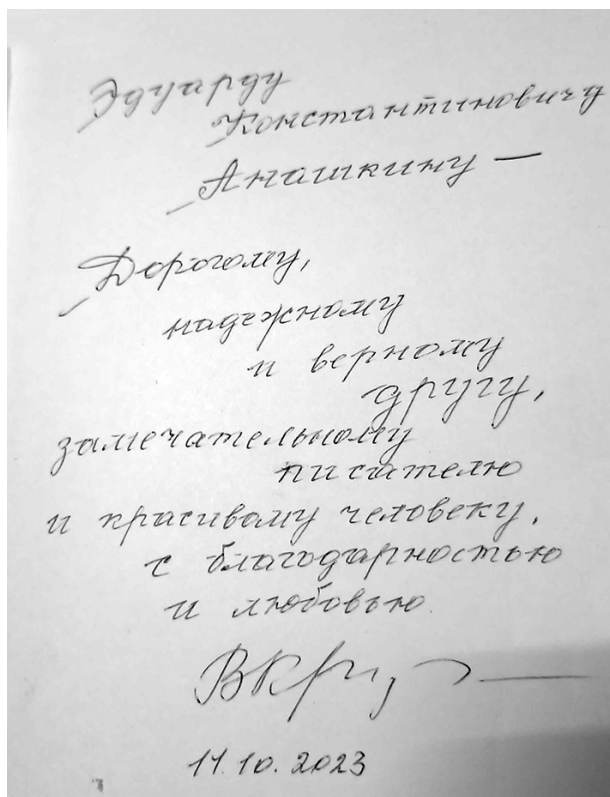 Эдуарду
Константиновичу
Анашкину —
Дорогому,
надежному
и верному
другу,
замечательному
писателю
и красивому человеку,
с благодарностью
и любовью.
11.10.2023